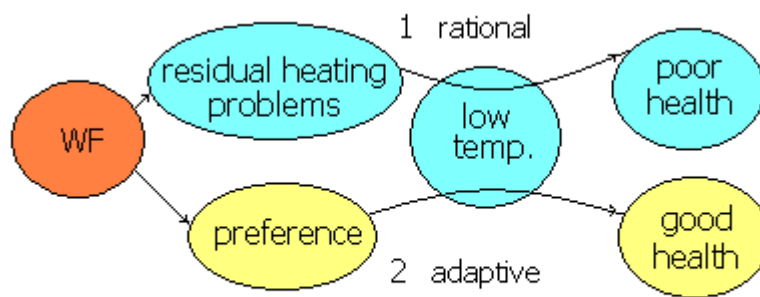 1 rational
residual heating
problems
poor
health
WF
low
temp.
preference
good
health
2 adaptive